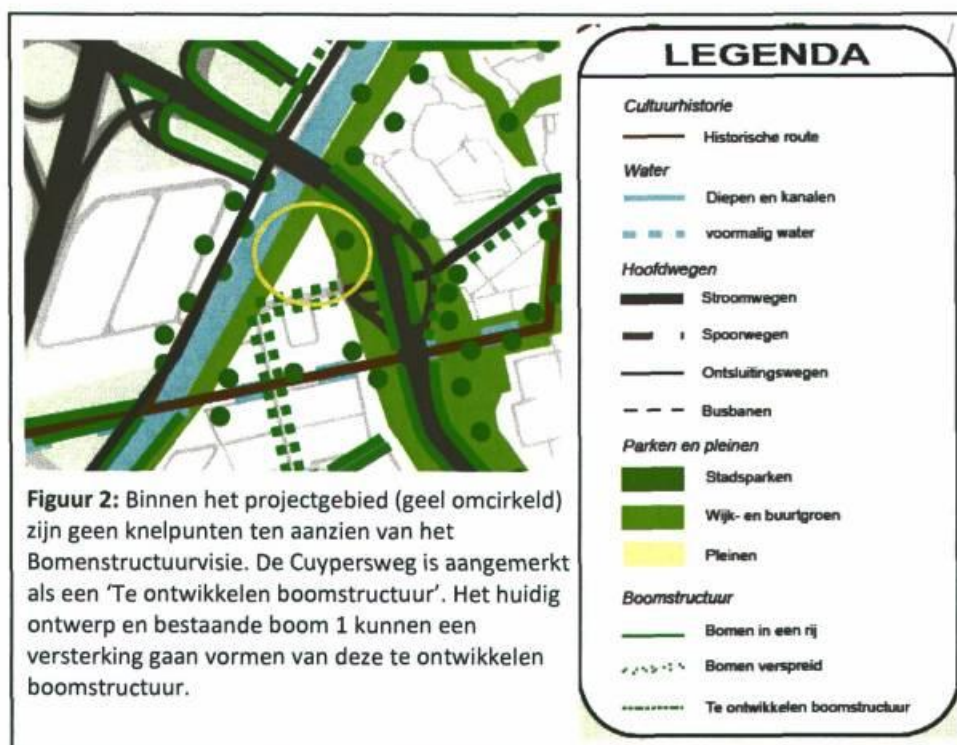 Figuur 2: Binnen het projectgebied (geel omcirkeld)
zijn geen knelpunten ten aanzien van het
Bomenstructuurvisie. De Cuypersweg is aangemerkt
als een ‘Te ontwikkelen boomstructuur’. Het huidig
ontwerp en bestaande boom 1 kunnen een
versterking gaan vormen van deze te ontwikkelen
boomstructuur.
LEGENDA
Cultuurhistorie
Historische route
Water
Diepen en kanalen
voormalig water
Hoofdwegen
Stroomwegen
Spoorwegen
Ontsluitingswegen
Busbanen
Parken en pleinen
Stadsparken
Wijk- en buurtgroen
Pleinen
Boomstructuur
Bomen in een rij
Bomen verspreid
Te ontwikkelen boomstructuur